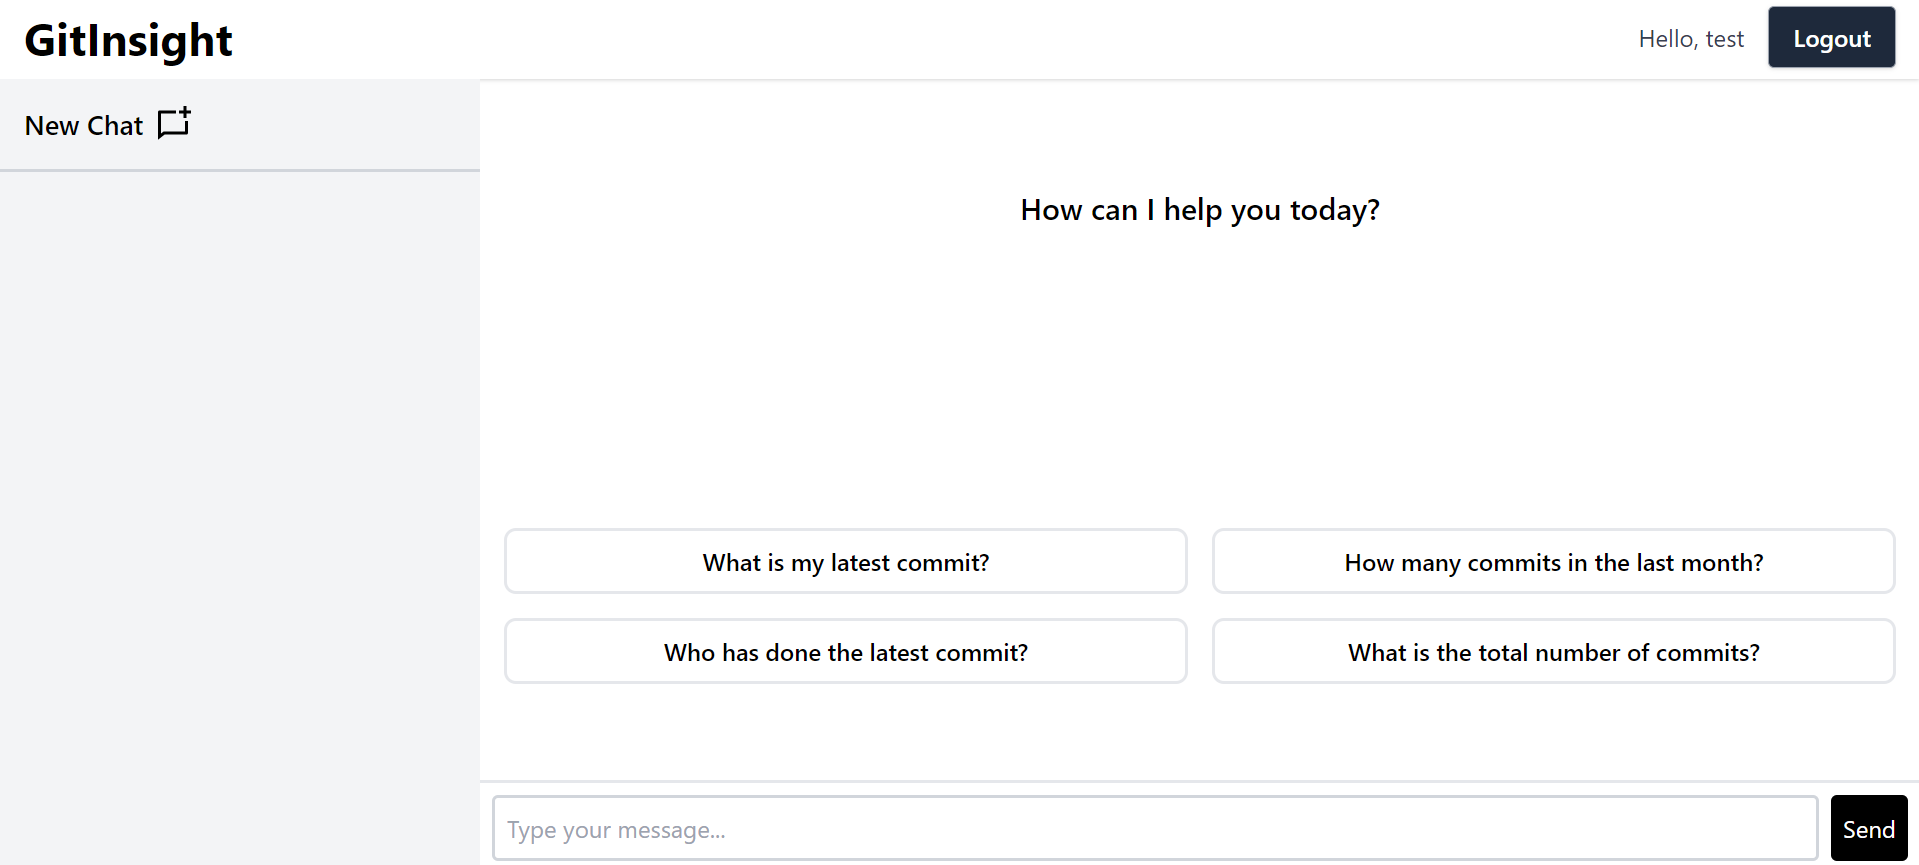 GitInsight
Hello, test
Logout
New Chat
How can I help you today?
What is my latest commit?
How many commits in the last month?
Who has done the latest commit?
What is the total number of commits?
Type your message...
Send